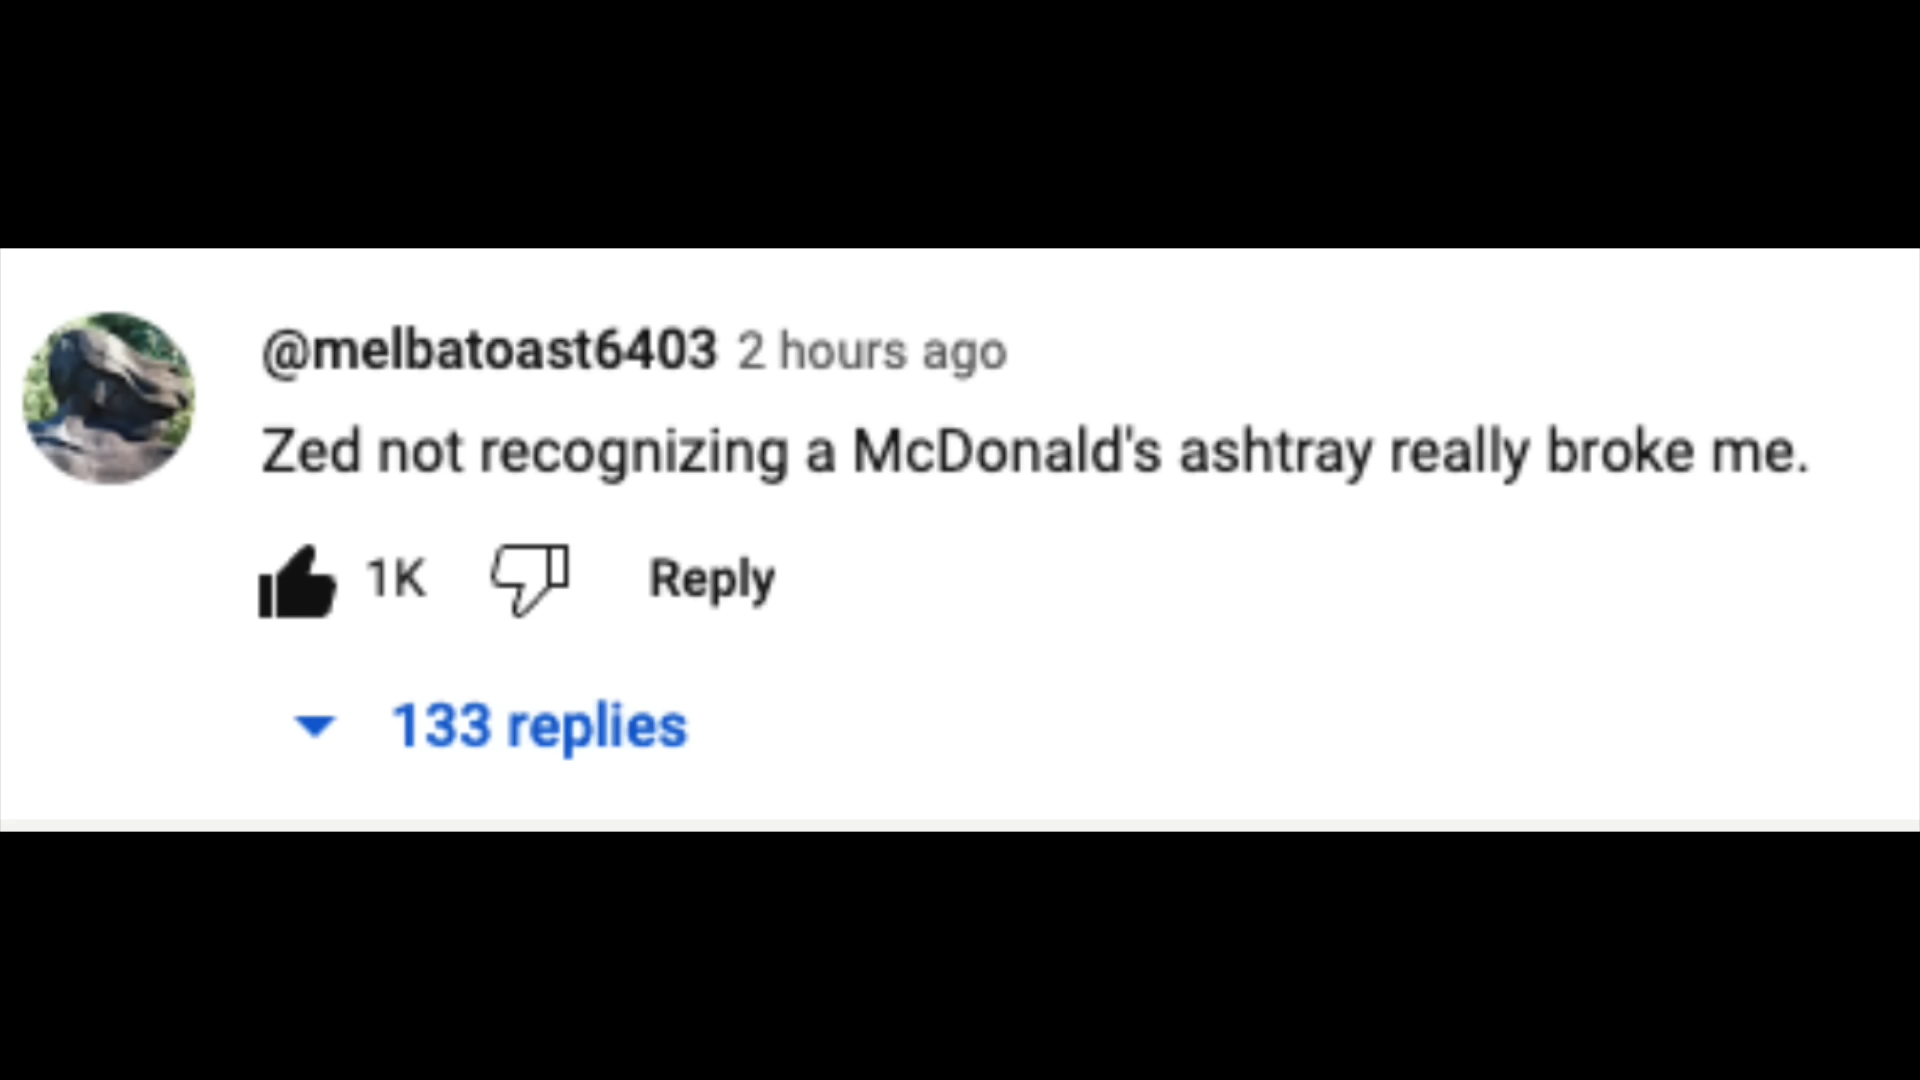 @melbatoast6403 2 hours ago
Zed not recognizing a McDonald's ashtray really broke me.
1K Reply
133 replies